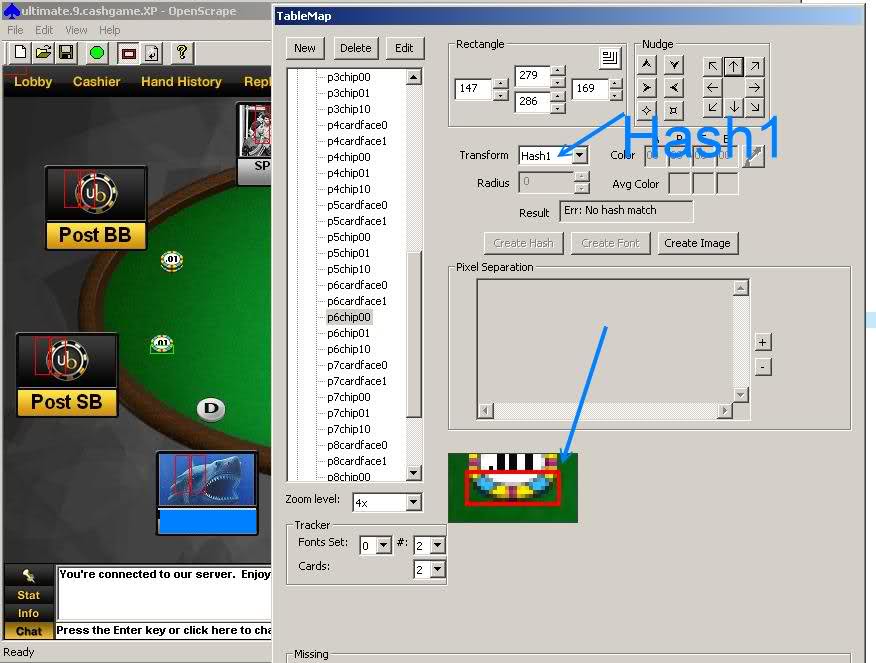 ultimate.9.cashgame.XP - OpenScrape
File Edit View Help
Lobby Cashier Hand History Repl
SP
ub
Post BB
.01
.01
ub
Post SB
D
Stat
Info
Chat
You're connected to our server. Enjoy
Press the Enter key or click here to cha
Ready
TableMap
New Delete Edit
p3chip00
p3chip01
p3chip10
p4cardface0
p4cardface1
p4chip00
p4chip01
p4chip10
p5cardface0
p5cardface1
p5chip00
p5chip01
p5chip10
p6cardface0
p6cardface1
p6chip00
p6chip01
p6chip10
p7cardface0
p7cardface1
p7chip00
p7chip01
p7chip10
p8cardface0
p8cardface1
p8chip00
Zoom level: 4x
Tracker
Fonts Set: 0 #: 2
Cards: 2
Rectangle
147 279 286 169
Nudge
Hash1
Transform Hash1 Color
Radius 0 Avg Color
Result Err: No hash match
Create Hash Create Font Create Image
Pixel Separation
+
-
Missing